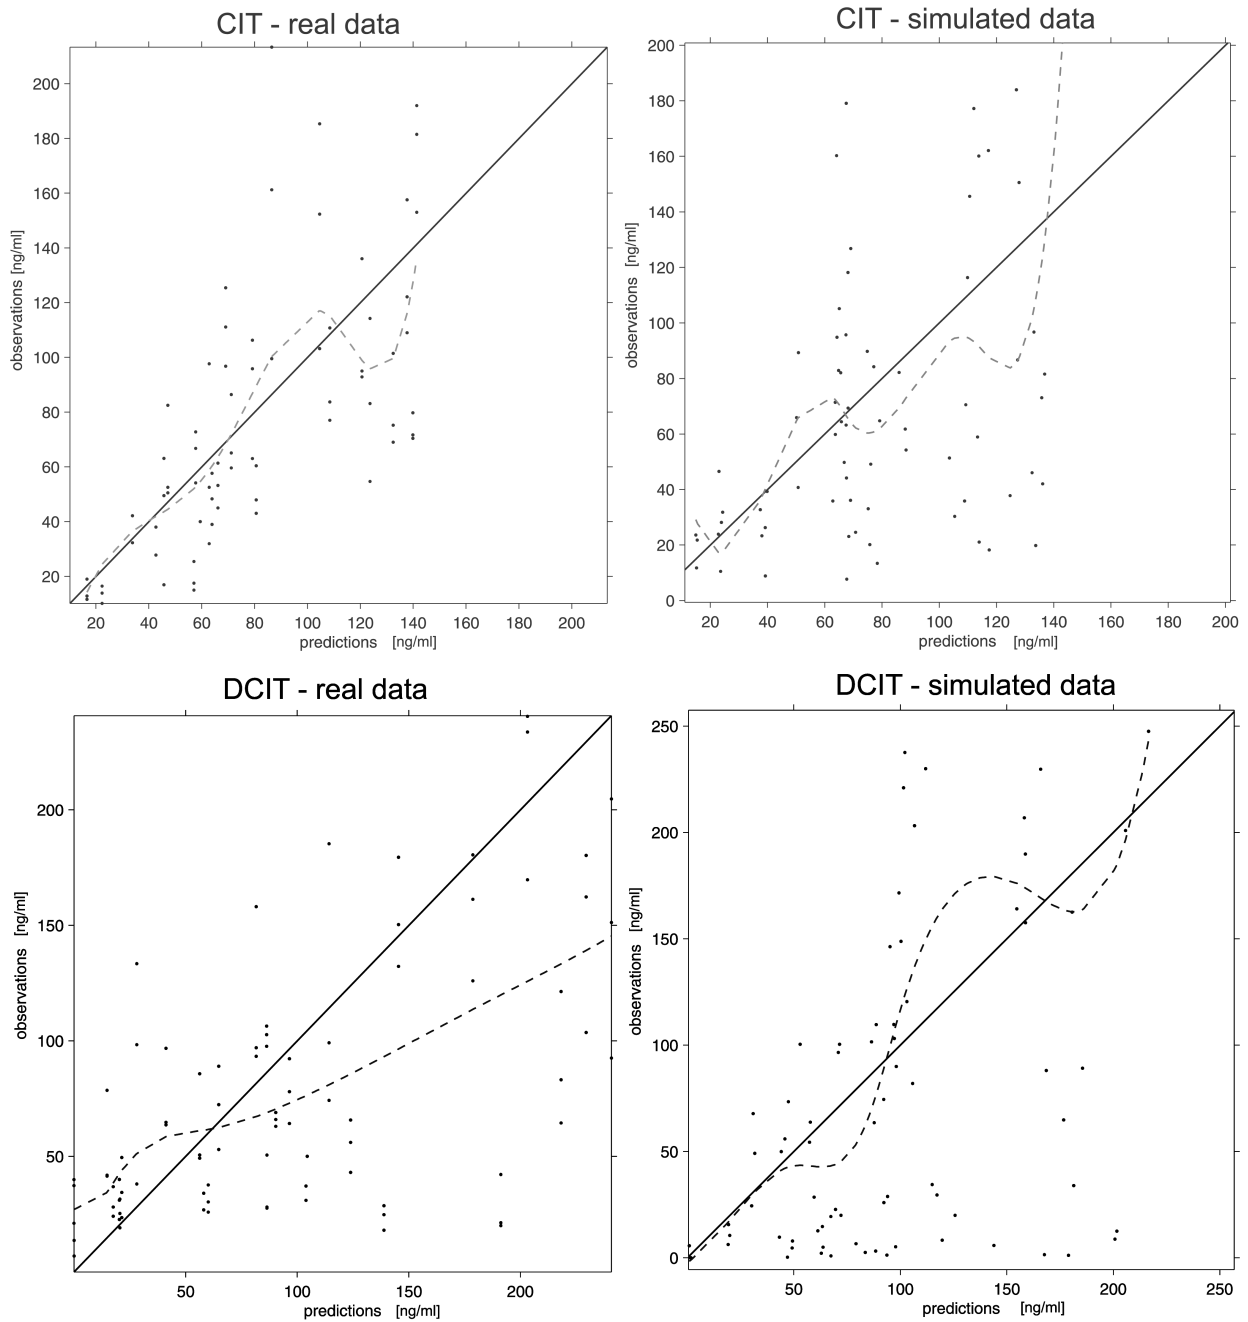 CIT - real data
200
180
160
140
120
100
80
60
40
20
observations [ng/ml]
20 40 60 80 100 120 140 160 180 200
predictions [ng/ml]
CIT - simulated data
200
180
160
140
120
100
80
60
40
20
0
observations [ng/ml]
20 40 60 80 100 120 140 160 180 200
predictions [ng/ml]
DCIT - real data
200
150
100
50
observations [ng/ml]
50 100 150 200
predictions [ng/ml]
DCIT - simulated data
250
200
150
100
50
0
observations [ng/ml]
50 100 150 200 250
predictions [ng/ml]